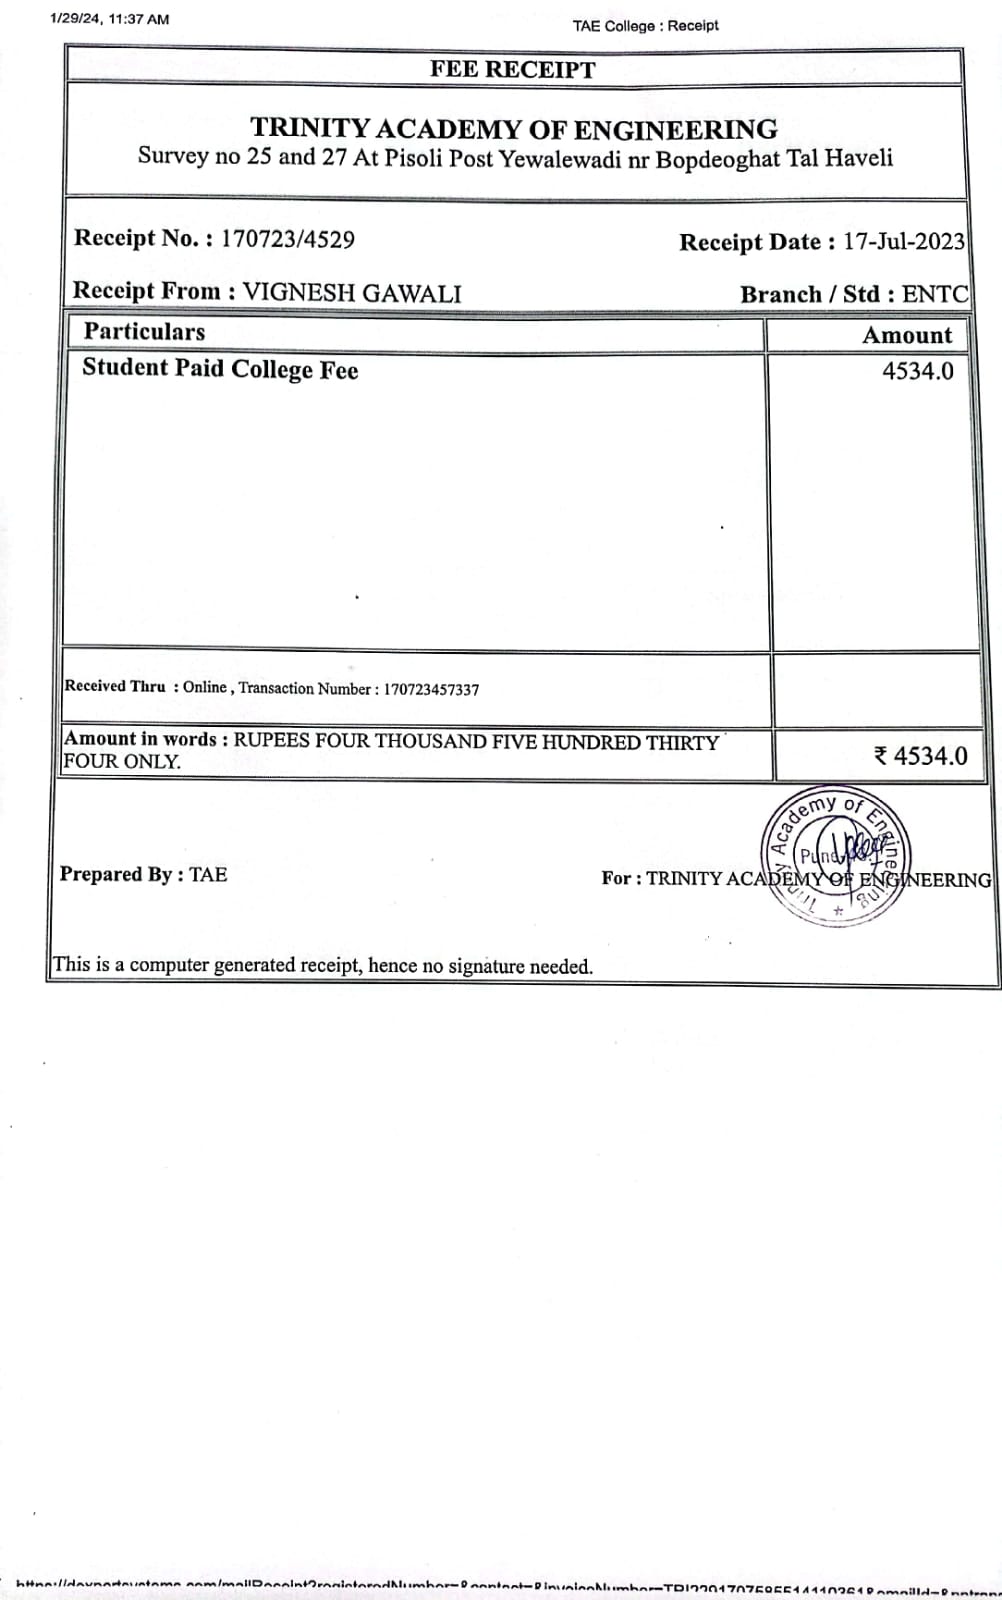 1/29/24, 11:37 AM
TAE College : Receipt
FEE RECEIPT
TRINITY ACADEMY OF ENGINEERING
Survey no 25 and 27 At Pisoli Post Yewalewadi nr Bopdeoghat Tal Haveli
Receipt No. : 170723/4529
Receipt Date : 17-Jul-2023
Receipt From : VIGNESH GAWALI
Branch / Std : ENTC
Particulars
Amount
Student Paid College Fee
4534.0
Received Thru : Online , Transaction Number : 170723457337
Amount in words : RUPEES FOUR THOUSAND FIVE HUNDRED THIRTY
FOUR ONLY.
₹ 4534.0
Trinity Academy of Engineering
Prepared By : TAE
For : TRINITY ACADEMY OF ENGINEERING
This is a computer generated receipt, hence no signature needed.